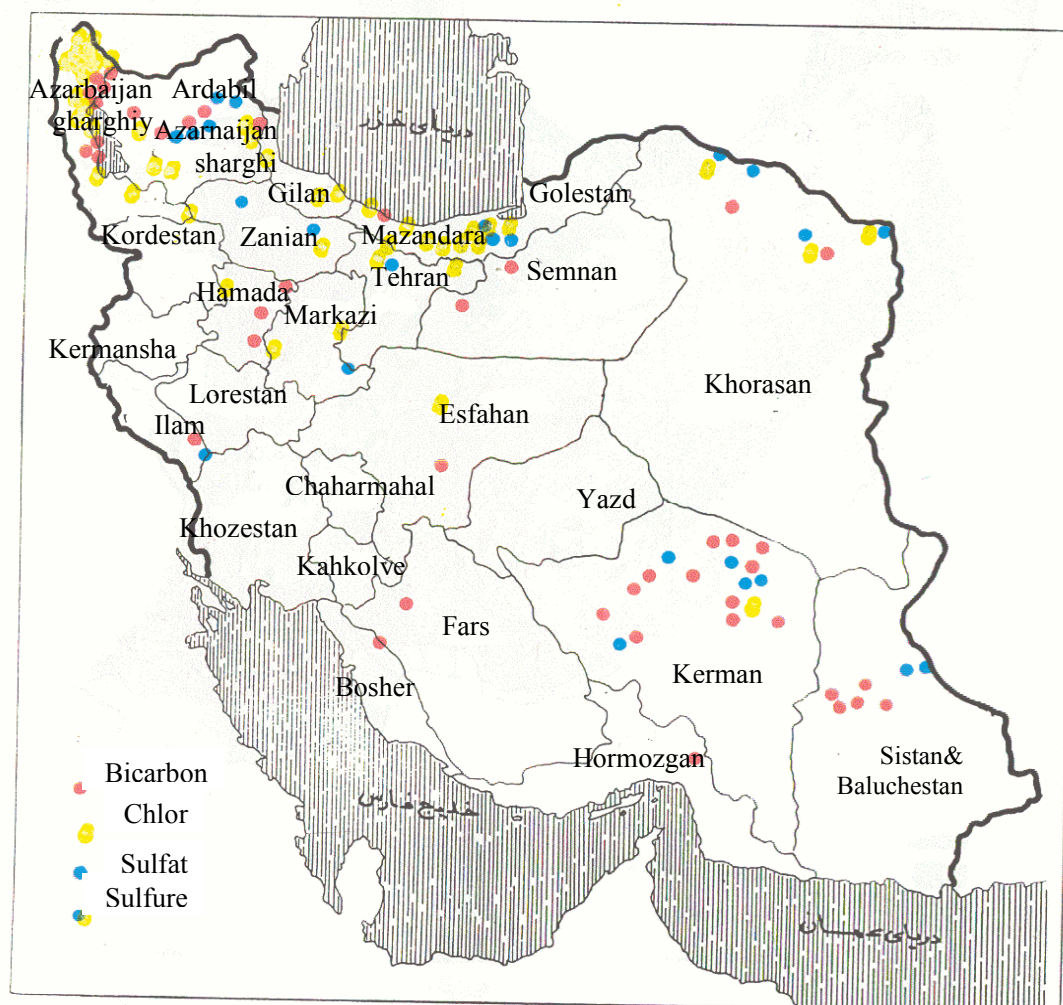 Azarbaijan
gharghiy
Ardabil
Azarnaijan
sharghi
دریای خزر
Gilan
Golestan
Kordestan
Zanian
Mazandara
Tehran
Semnan
Hamada
Markazi
Kermansha
Khorasan
Lorestan
Esfahan
Ilam
Chaharmahal
Yazd
Khozestan
Kahkolve
Fars
Kerman
Bosher
Hormozgan
Sistan&
Baluchestan
خلیج فارس
دریای عمان
Bicarbon
Chlor
Sulfat
Sulfure